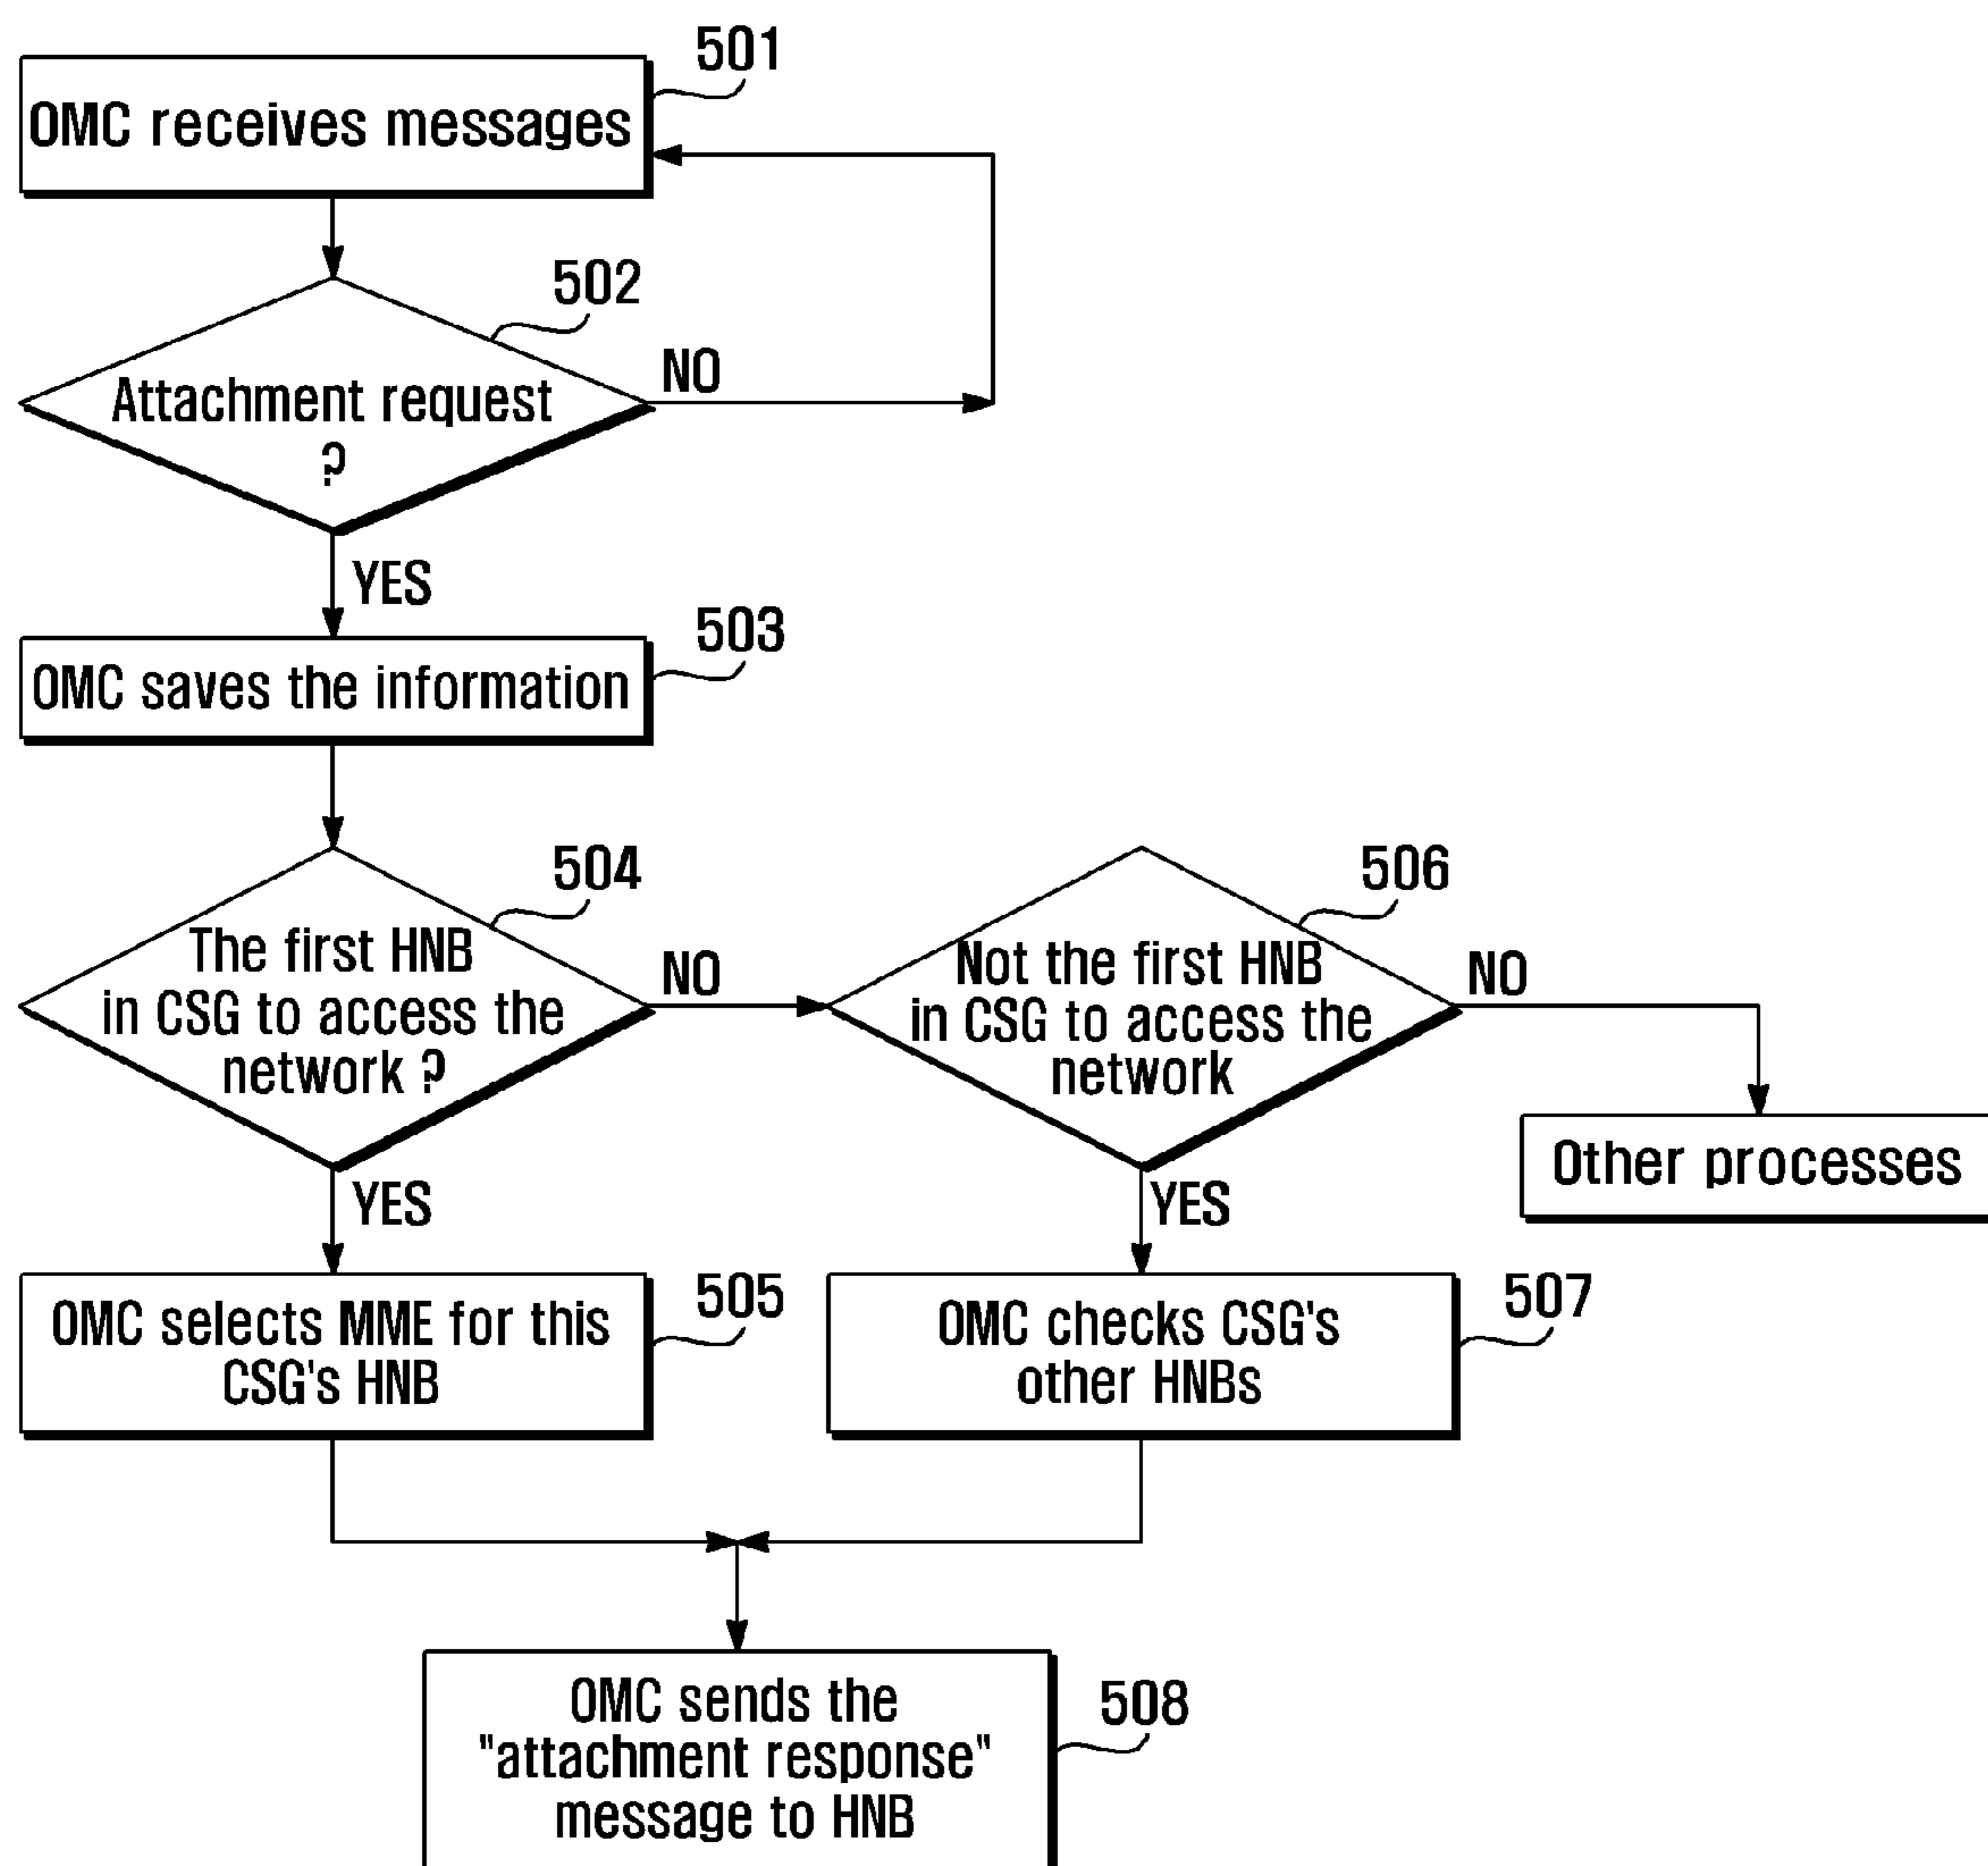 501
OMC receives messages
502
Attachment request
?
NO
YES
503
OMC saves the information
504
The first HNB
in CSG to access the
network ?
NO
YES
506
Not the first HNB
in CSG to access the
network
NO
YES
Other processes
505
OMC selects MME for this
CSG's HNB
507
OMC checks CSG's
other HNBs
508
OMC sends the
"attachment response"
message to HNB